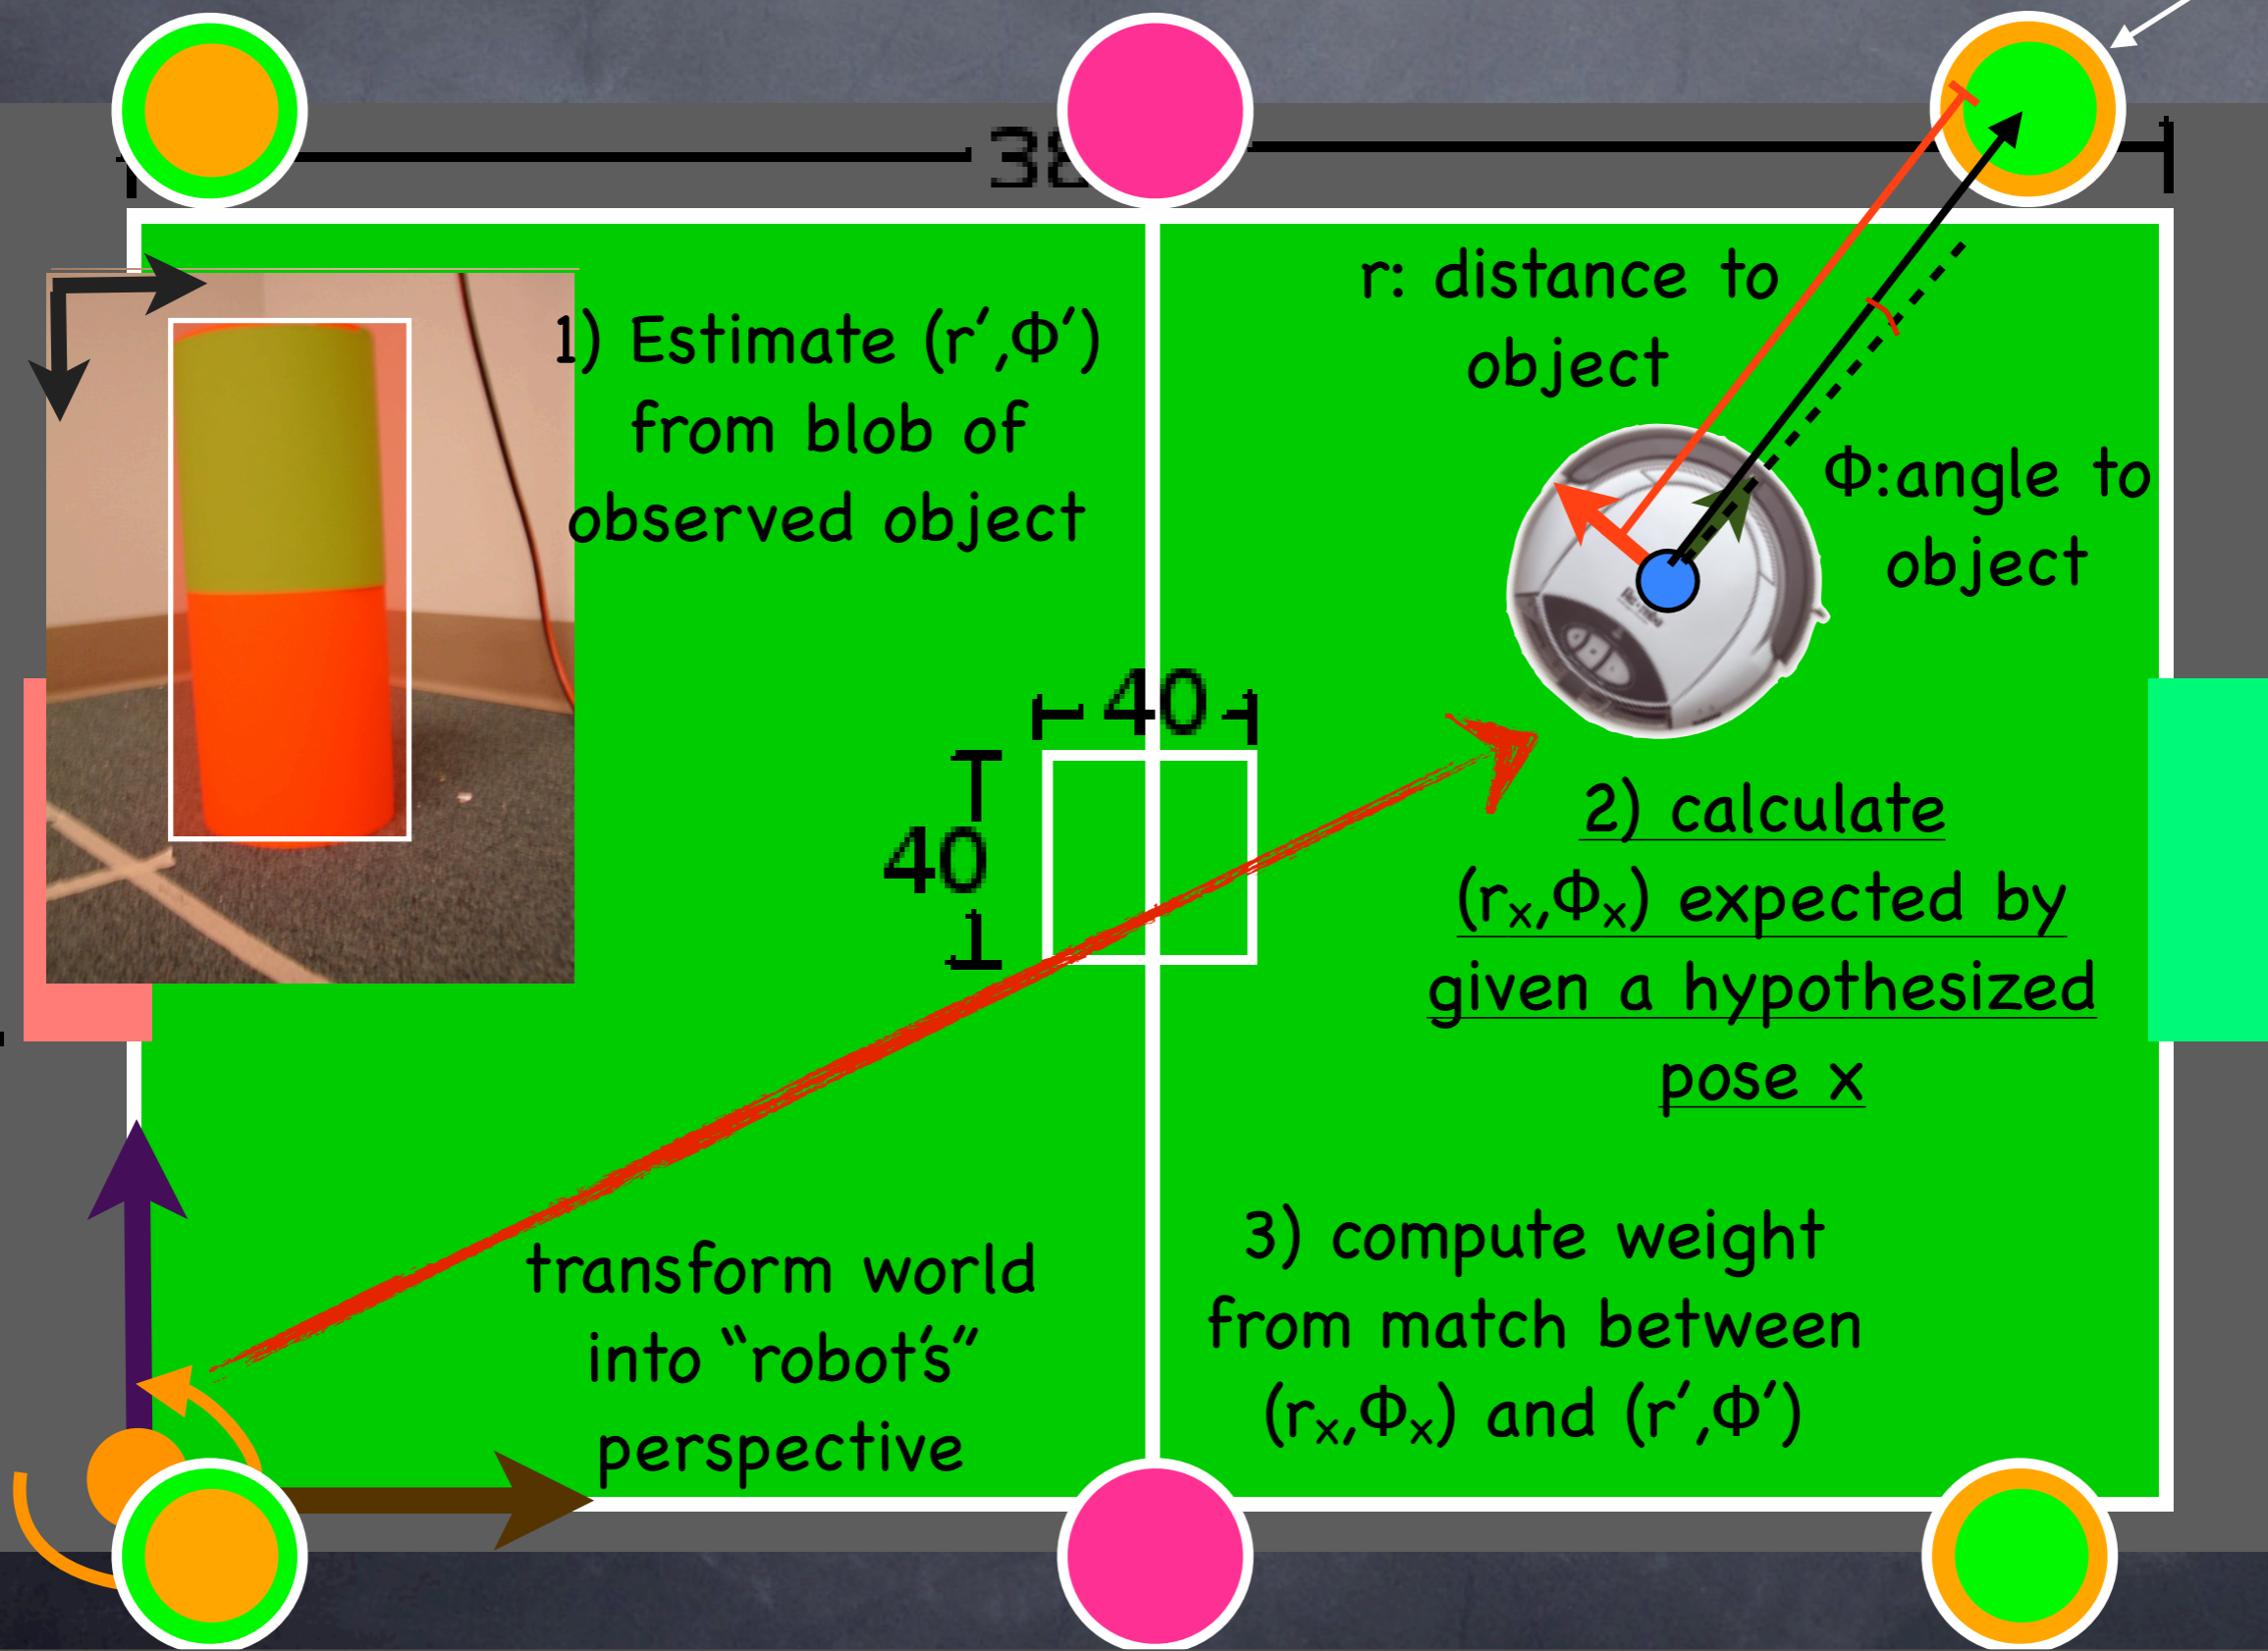 38
1) Estimate (r′,Φ′)
from blob of
observed object
r: distance to
object
Φ:angle to
object
40
40
2) calculate
(rₓ,Φₓ) expected by
given a hypothesized
pose x
transform world
into “robot’s”
perspective
3) compute weight
from match between
(rₓ,Φₓ) and (r′,Φ′)